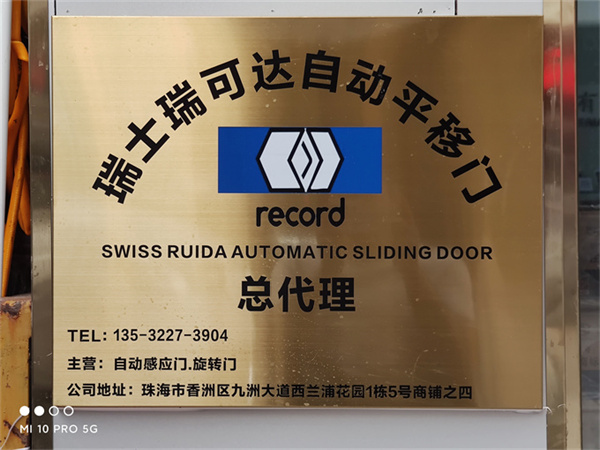 瑞士瑞可达自动平移门
record
SWISS RUIDA AUTOMATIC SLIDING DOOR
总代理
TEL: 135-3227-3904
主营：自动感应门.旋转门
公司地址：珠海市香洲区九洲大道西兰浦花园1栋5号商铺之四
有
MI 10 PRO 5G